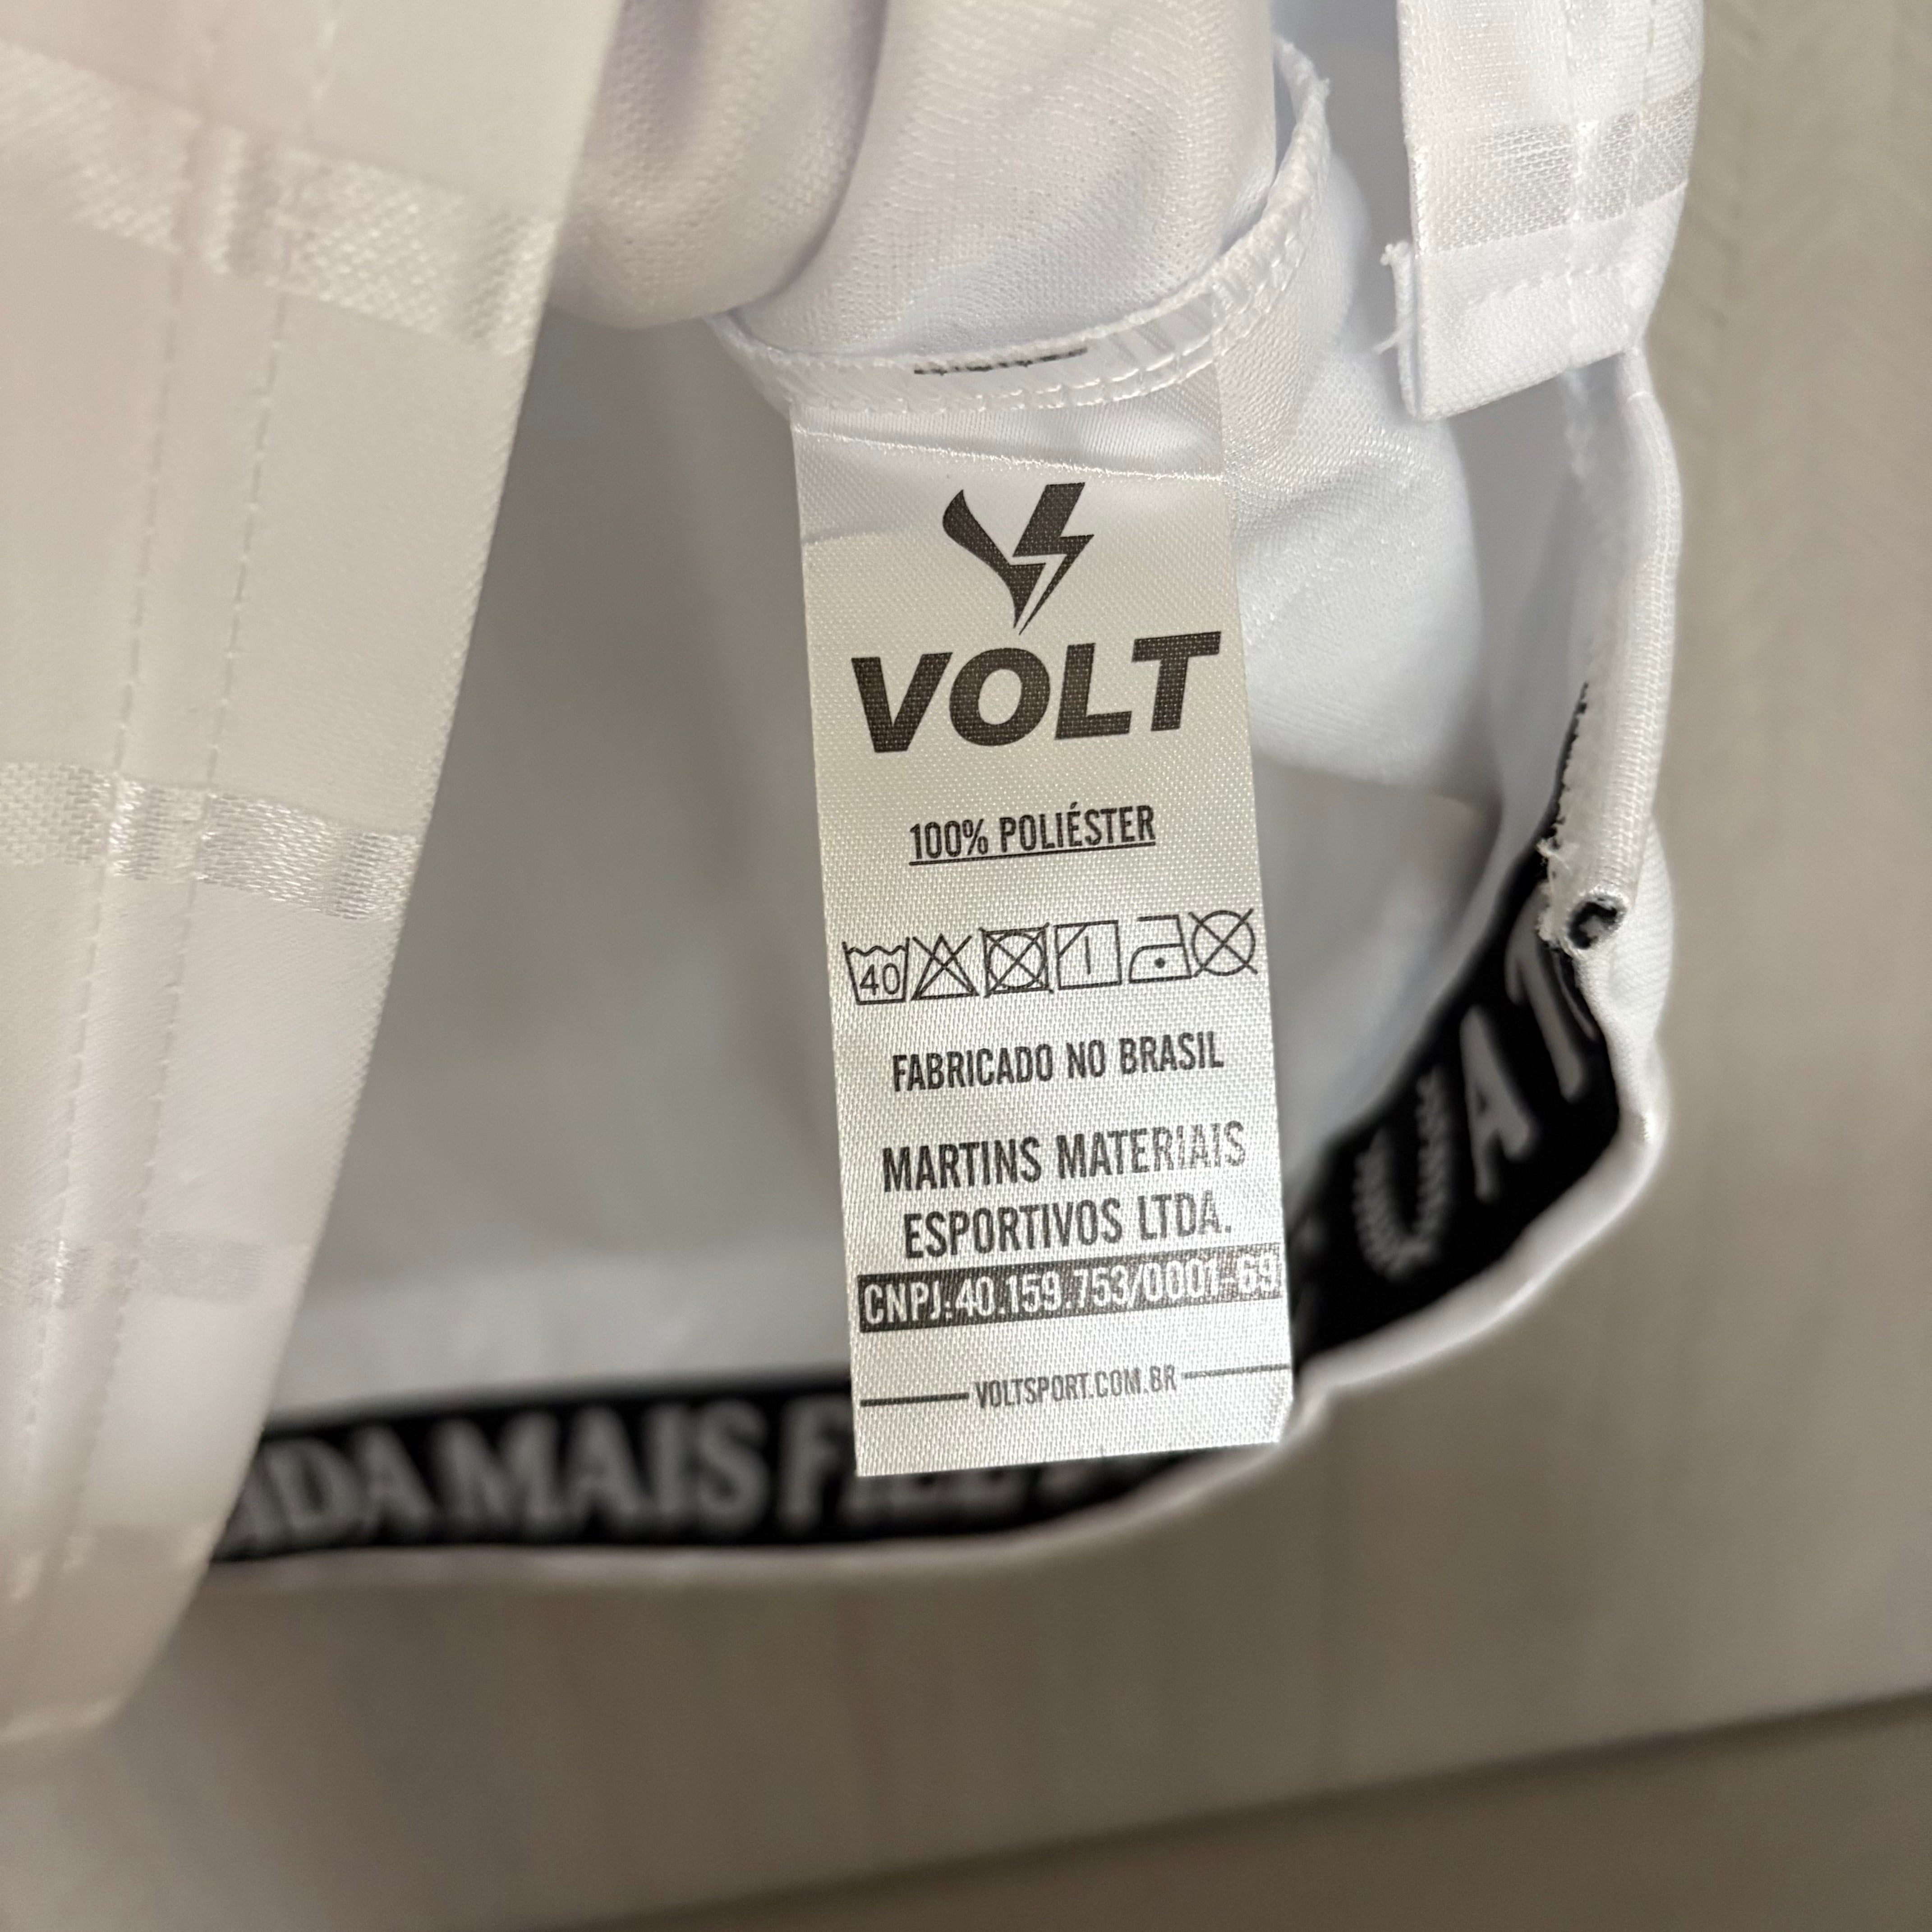 VOLT
100% POLIÉSTER
40
FABRICADO NO BRASIL
MARTINS MATERIAIS
ESPORTIVOS LTDA.
CNPJ:40.159.753/0001-69
VOLTSPORT.COM.BR
MAIS